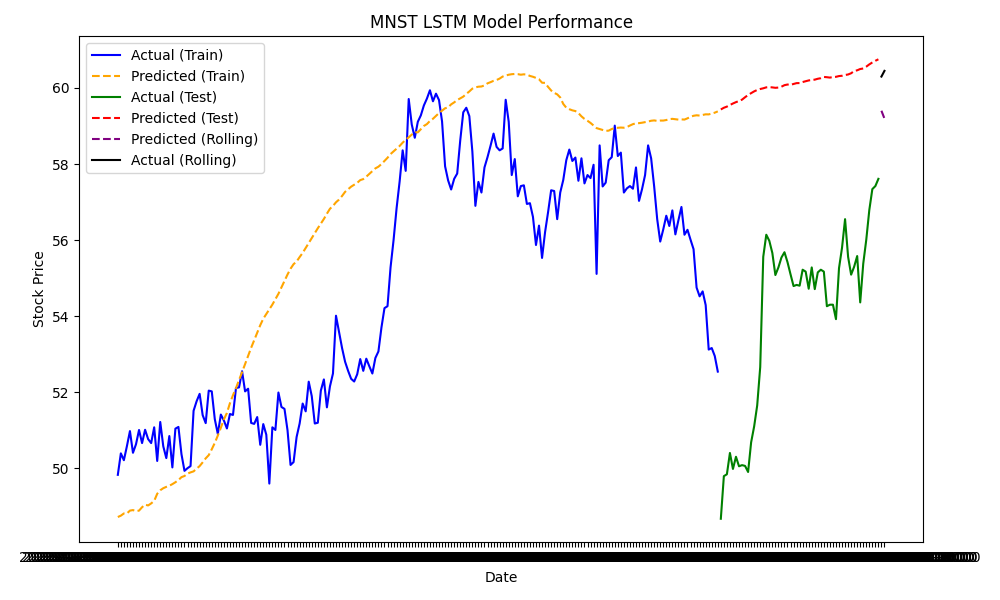 MNST LSTM Model Performance
Actual (Train)
Predicted (Train)
Actual (Test)
Predicted (Test)
Predicted (Rolling)
Actual (Rolling)
60
58
56
54
52
50
Stock Price
Date